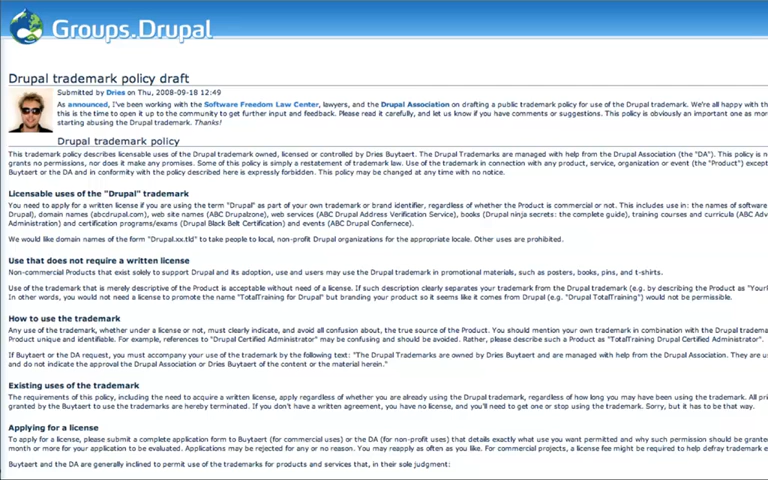 Groups.Drupal
Drupal trademark policy draft
Submitted by Dries on Thu, 2008-09-18 12:49
As announced, I've been working with the Software Freedom Law Center, lawyers, and the Drupal Association on drafting a public trademark policy for use of the Drupal trademark. We're all happy with th
this is the time to open it up to the community to get further input and feedback. Please read it carefully, and let us know if you have comments or suggestions. This policy is obviously an important one as mor
starting abusing the Drupal trademark. Thanks!
Drupal trademark policy
This trademark policy describes licensable uses of the Drupal trademark owned, licensed or controlled by Dries Buytaert. The Drupal Trademarks are managed with help from the Drupal Association (the "DA"). This policy is n
grants no permissions, nor does it make any promises. Some of this policy is simply a restatement of trademark law. Use of the trademark in connection with any product, service, organization or event (the "Product") except
Buytaert or the DA and in conformity with the policy described here is expressly forbidden. This policy may be changed at any time with no notice.
Licensable uses of the "Drupal" trademark
You need to apply for a written license if you are using the term "Drupal" as part of your own trademark or brand identifier, regardless of whether the Product is commercial or not. This includes use in: the names of software
Drupal), domain names (abcdrupal.com), web site names (ABC Drupalzone), web services (ABC Drupal Address Verification Service), books (Drupal ninja secrets: the complete guide), training courses and curricula (ABC Adv
Administration) and certification programs/exams (Drupal Black Belt Certification) and events (ABC Drupal Conference).
We would like domain names of the form "Drupal.xx.tld" to take people to local, non-profit Drupal organizations for the appropriate locale. Other uses are prohibited.
Use that does not require a written license
Non-commercial Products that exist solely to support Drupal and its adoption, use and users may use the Drupal trademark in promotional materials, such as posters, books, pins, and t-shirts.
Use of the trademark that is merely descriptive of the Product is acceptable without need of a license. If such description clearly separates your trademark from the Drupal trademark (e.g. by describing the Product as "Your
In other words, you would not need a license to promote the name "TotalTraining for Drupal" but branding your product so it seems like it comes from Drupal (e.g. "Drupal TotalTraining") would not be permissible.
How to use the trademark
Any use of the trademark, whether under a license or not, must clearly indicate, and avoid all confusion about, the true source of the Product. You should mention your own trademark in combination with the Drupal tradema
Product unique and identifiable. For example, references to "Drupal Certified Administrator" may be confusing and should be avoided. Rather, please describe such a Product as "TotalTraining Drupal Certified Administrator".
If Buytaert or the DA request, you must accompany your use of the trademark by the following text: "The Drupal Trademarks are owned by Dries Buytaert and are managed with help from the Drupal Association. They are us
and do not indicate the approval the Drupal Association or Dries Buytaert of the content or the material herein."
Existing uses of the trademark
The requirements of this policy, including the need to acquire a written license, apply regardless of whether you are already using the Drupal trademark, regardless of how long you may have been using the trademark. All pri
granted by the Buytaert to use the trademarks are hereby terminated. If you don't have a written agreement, you have no license, and you'll need to get one or stop using the trademark. Sorry, but it has to be that way.
Applying for a license
To apply for a license, please submit a complete application form to Buytaert (for commercial uses) or the DA (for non-profit uses) that details exactly what use you want permitted and why such permission should be grante
month or more for your application to be evaluated. Applications may be rejected for any or no reason. You may reapply as often as you like. For commercial projects, a license fee might be required to help defray trademark e
Buytaert and the DA are generally inclined to permit use of the trademarks for products and services that, in their sole judgment: